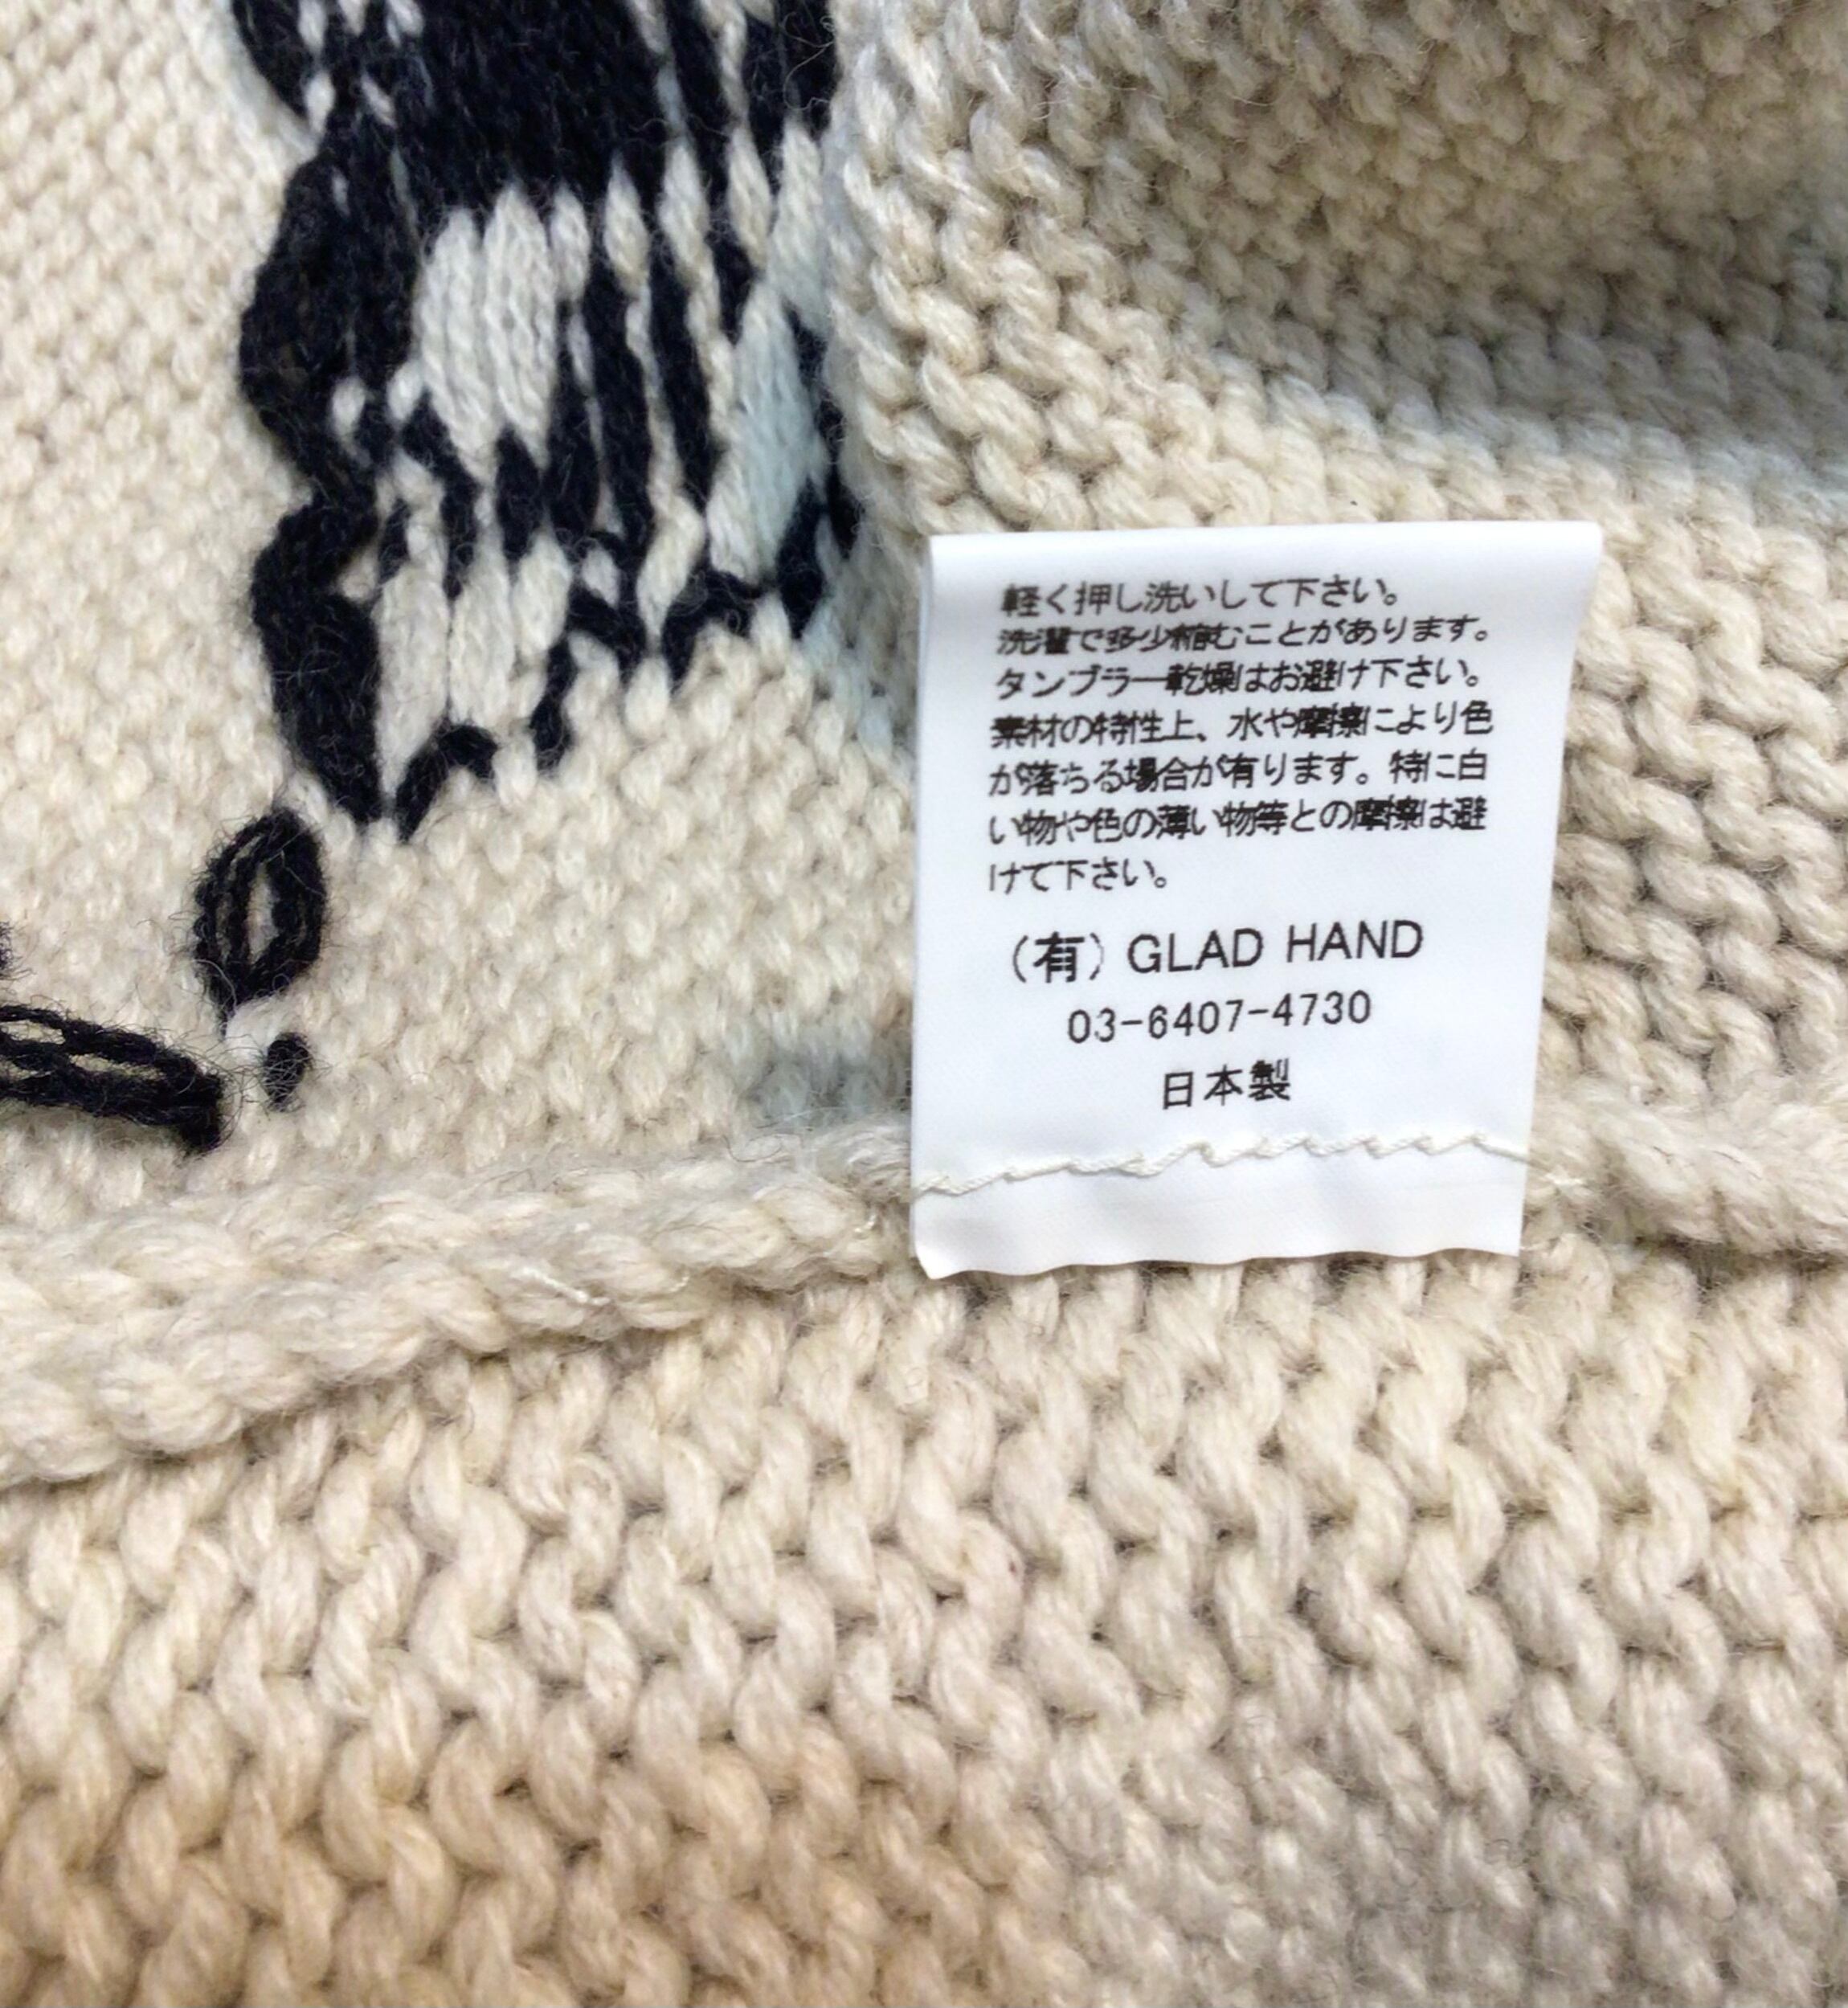 軽く押し洗いして下さい。
洗濯で多少縮むことがあります。
タンブラー乾燥はお避け下さい。
素材の特性上、水や摩擦により色
が落ちる場合が有ります。特に白
い物や色の薄い物等との摩擦は避
けて下さい。
（有）GLAD HAND
03-6407-4730
日本製